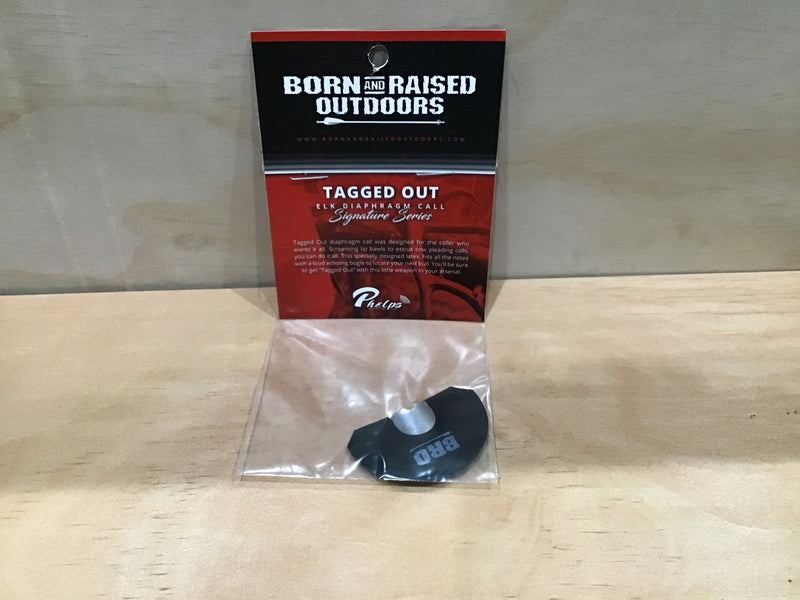 BORN AND RAISED
OUTDOORS
WWW.BORNANDRAISEDOUTDOORS.COM
TAGGED OUT
ELK DIAPHRAGM CALL
Signature Series
Tagged Out diaphragm call was designed for the caller who
wants it all. Screaming lip bawls to estrus cow pleading calls,
you can do it all. This specially designed latex, hits all the notes
with a loud echoing bugle to locate your next bull. You'll be sure
to get "Tagged Out" with this little weapon in your arsenal.
Phelps
BRO